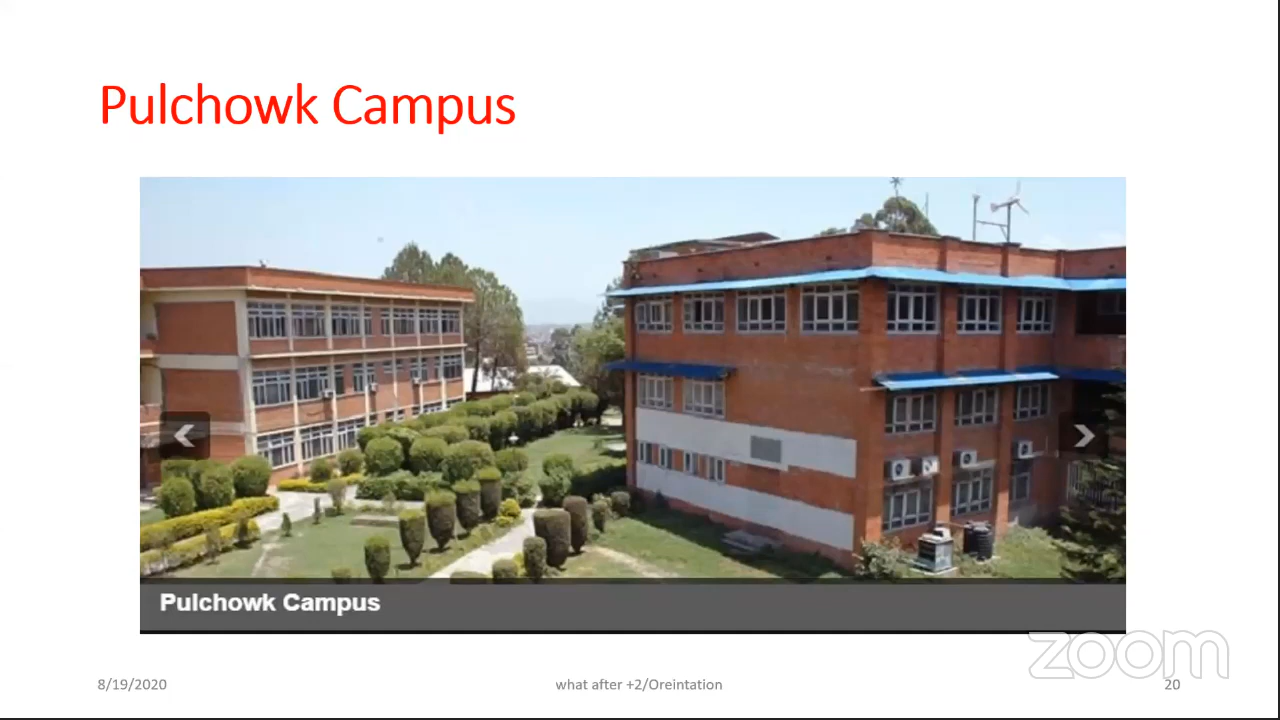 Pulchowk Campus
Pulchowk Campus
zoom
8/19/2020
what after +2/Oreintation
20